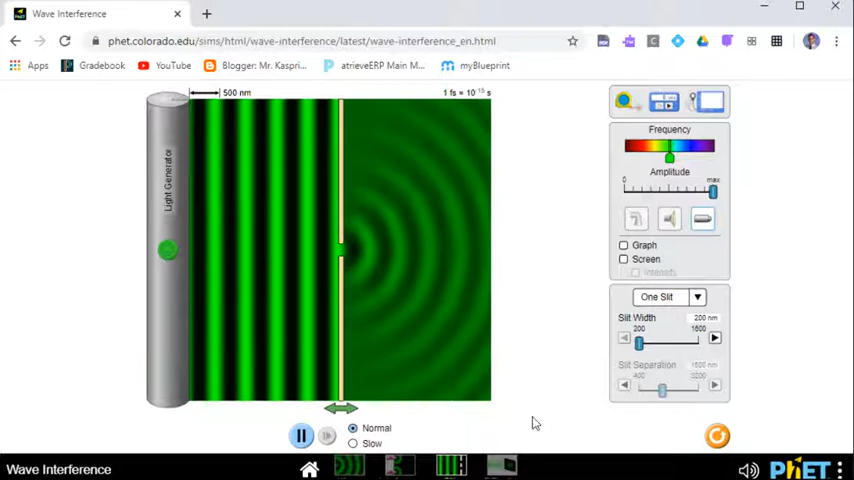 Wave Interference
phet.colorado.edu/sims/html/wave-interference/latest/wave-interference_en.html
Apps
Gradebook
YouTube
Blogger: Mr. Kaspri...
atrieveERP Main M...
myBlueprint
500 nm
1 fs = 10⁻¹⁵ s
Light Generator
Frequency
Amplitude
0
max
Graph
Screen
Intensity
One Slit
Slit Width
200 nm
200
1600
Slit Separation
1600 nm
400
3200
Normal
Slow
Wave Interference
PhET